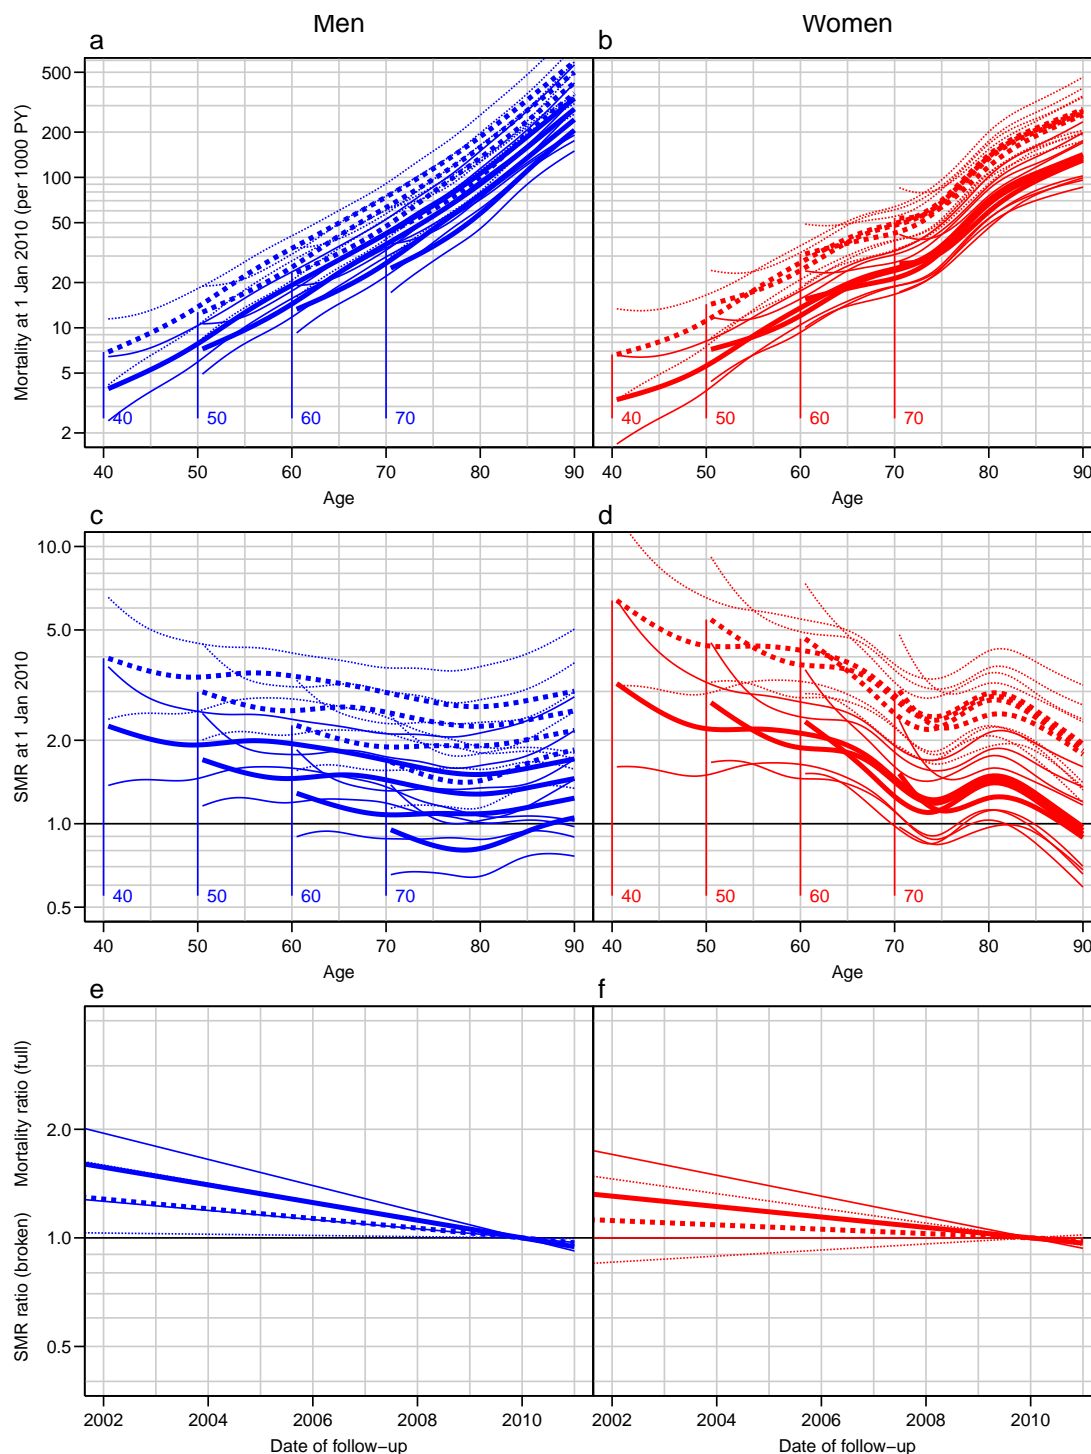 Men Women
a b
Mortality at 1 Jan 2010 (per 1000 PY)
500
200
100
50
20
10
5
2
40 50 60 70
40 50 60 70
40 50 60 70 80 90
40 50 60 70 80 90
Age Age
c d
SMR at 1 Jan 2010
10.0
5.0
2.0
1.0
0.5
40 50 60 70
40 50 60 70
40 50 60 70 80 90
40 50 60 70 80 90
Age Age
e f
SMR ratio (broken) Mortality ratio (full)
2.0
1.0
0.5
2002 2004 2006 2008 2010
2002 2004 2006 2008 2010
Date of follow−up Date of follow−up